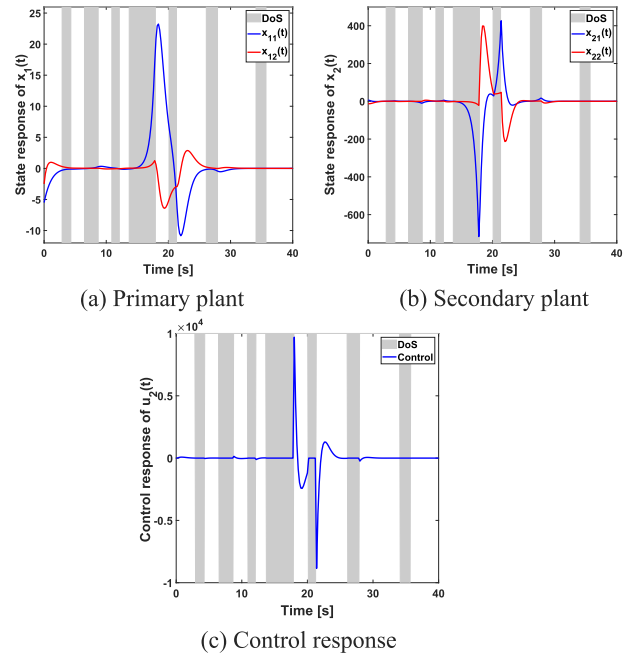 25
20
15
10
5
0
-5
-10
0 10 20 30 40
Time [s]
State response of x1(t)
DoS
x11(t)
x12(t)
(a) Primary plant
400
200
0
-200
-400
-600
0 10 20 30 40
Time [s]
State response of x2(t)
DoS
x21(t)
x22(t)
(b) Secondary plant
×10^4
1
0.5
0
-0.5
-1
0 10 20 30 40
Time [s]
Control response of u2(t)
DoS
Control
(c) Control response